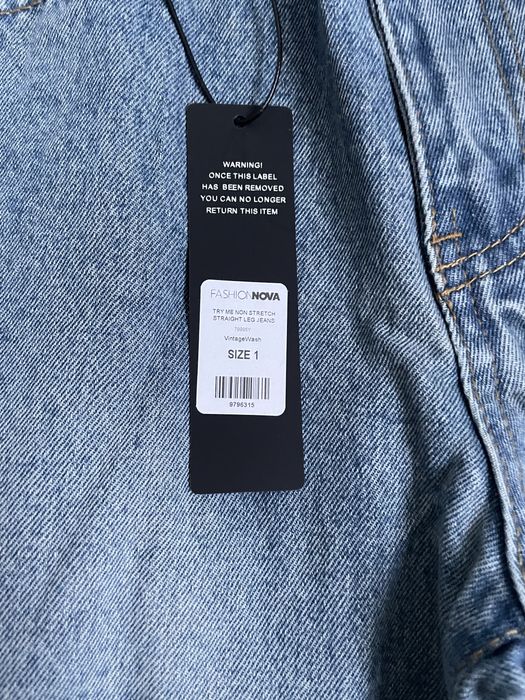 WARNING!
ONCE THIS LABEL
HAS BEEN REMOVED
YOU CAN NO LONGER
RETURN THIS ITEM
FASHIONNOVA
TRY ME NON STRETCH
STRAIGHT LEG JEANS
VintageWash
SIZE 1
9796315